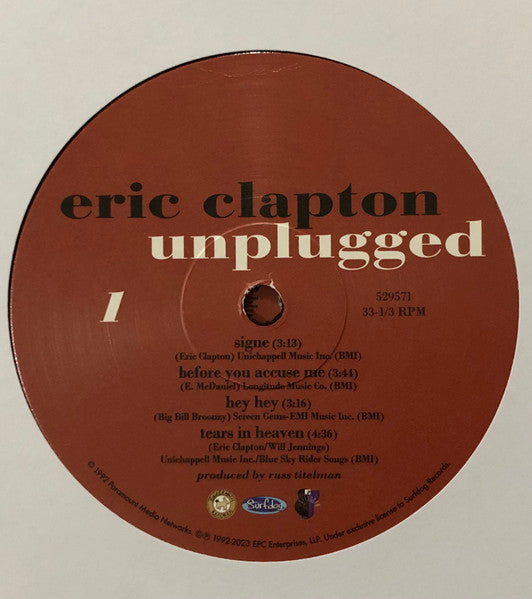 eric clapton
unplugged
1
529571
33-1/3 RPM
signe (3:13)
(Eric Clapton) Unichappell Music Inc. (BMI)
before you accuse me (3:44)
(E. McDaniel) Longitude Music Co. (BMI)
hey hey (3:16)
(Big Bill Broonzy) Screen Gems-EMI Music Inc. (BMI)
tears in heaven (4:36)
(Eric Clapton/Will Jennings)
Unichappell Music Inc./Blue Sky Rider Songs (BMI)
produced by russ titelman
Surfdog
© 1992 Paramount Media Networks. ©℗ 1992-2023 EPC Enterprises, LLP. Under exclusive license to Surfdog Records.